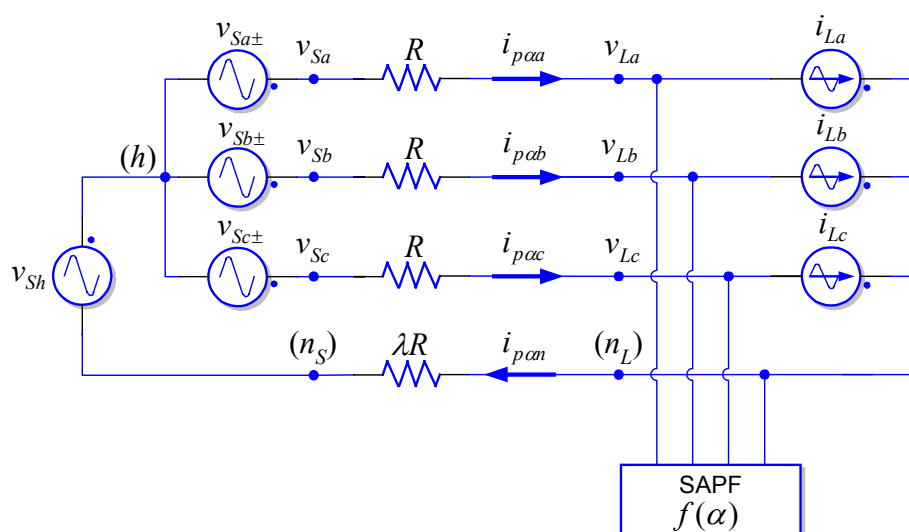 v_{Sa±} v_{Sa} R i_{pαa} v_{La} i_{La}
(h) v_{Sb±} v_{Sb} R i_{pαb} v_{Lb} i_{Lb}
v_{Sh} v_{Sc±} v_{Sc} R i_{pαc} v_{Lc} i_{Lc}
(n_S) λR i_{pαn} (n_L)
SAPF
f(α)